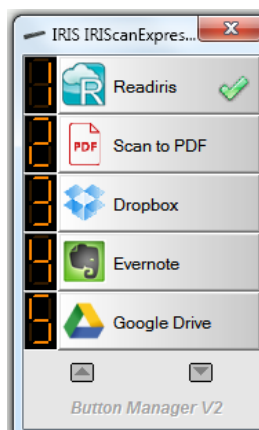 IRIS IRIScanExpres...
1 Readiris
2 PDF Scan to PDF
3 Dropbox
4 Evernote
5 Google Drive
Button Manager V2